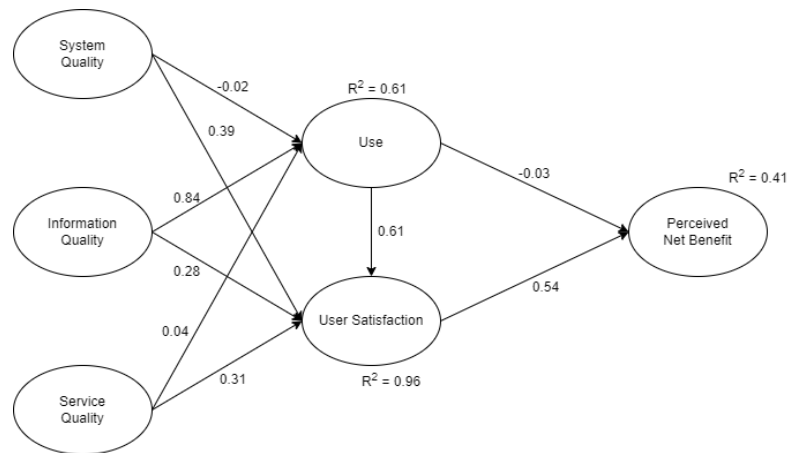 System
Quality
-0.02
R² = 0.61
0.39
Use
0.84
-0.03
R² = 0.41
Information
Quality
0.61
Perceived
Net Benefit
0.28
0.54
User Satisfaction
0.04
0.31
R² = 0.96
Service
Quality